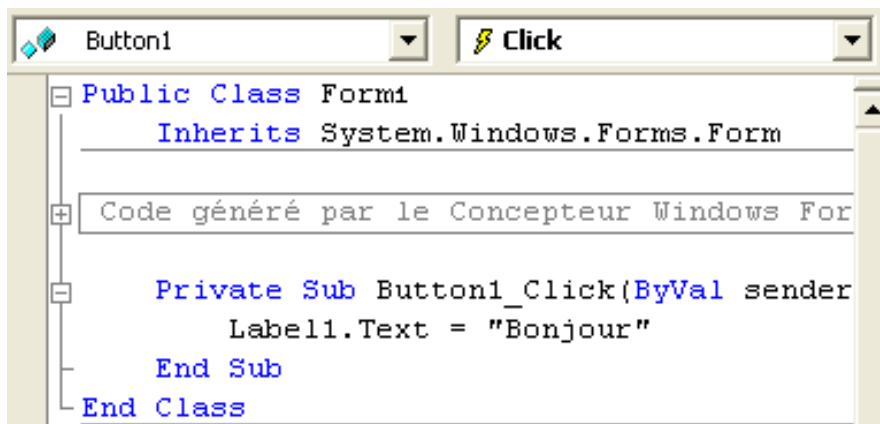 Button1 Click
Public Class Form1
Inherits System.Windows.Forms.Form
Code généré par le Concepteur Windows For
Private Sub Button1_Click(ByVal sender
Label1.Text = "Bonjour"
End Sub
End Class